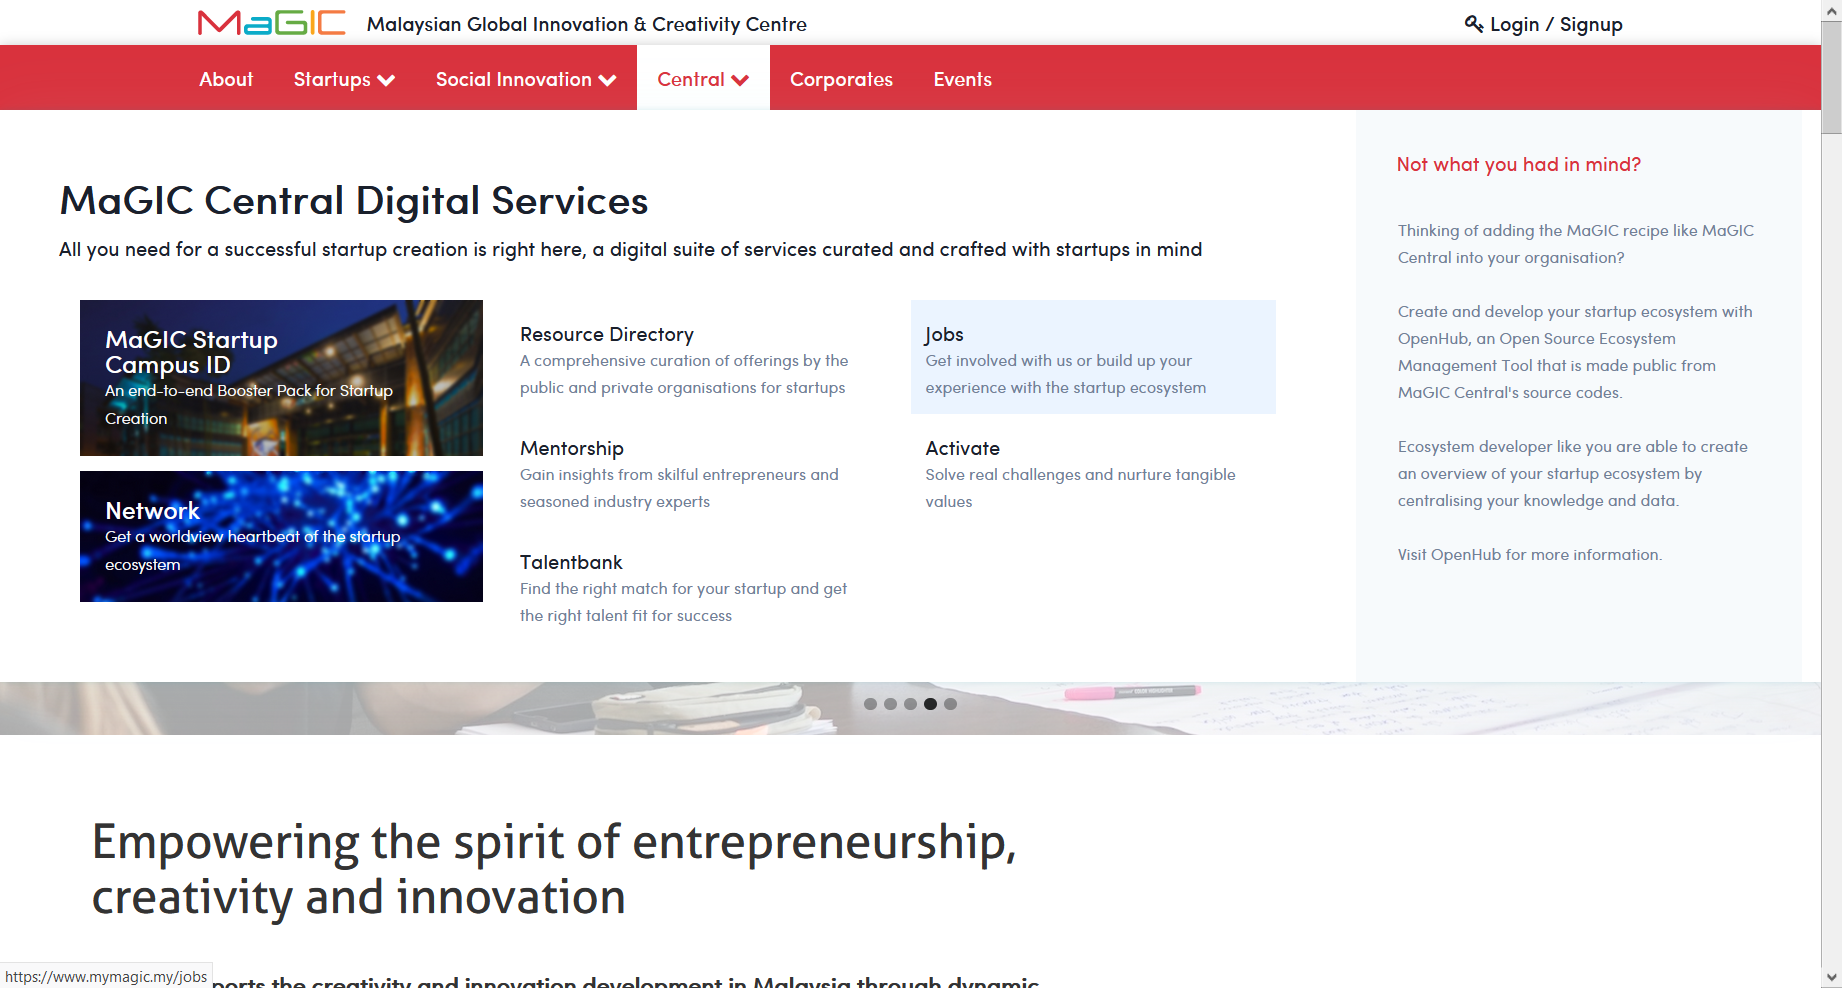 MaGIC Malaysian Global Innovation & Creativity Centre
Login / Signup
About Startups Social Innovation Central Corporates Events
MaGIC Central Digital Services
All you need for a successful startup creation is right here, a digital suite of services curated and crafted with startups in mind
MaGIC Startup
Campus ID
An end-to-end Booster Pack for Startup
Creation
Network
Get a worldview heartbeat of the startup
ecosystem
Resource Directory
A comprehensive curation of offerings by the
public and private organisations for startups
Mentorship
Gain insights from skilful entrepreneurs and
seasoned industry experts
Talentbank
Find the right match for your startup and get
the right talent fit for success
Jobs
Get involved with us or build up your
experience with the startup ecosystem
Activate
Solve real challenges and nurture tangible
values
Not what you had in mind?
Thinking of adding the MaGIC recipe like MaGIC
Central into your organisation?
Create and develop your startup ecosystem with
OpenHub, an Open Source Ecosystem
Management Tool that is made public from
MaGIC Central's source codes.
Ecosystem developer like you are able to create
an overview of your startup ecosystem by
centralising your knowledge and data.
Visit OpenHub for more information.
Empowering the spirit of entrepreneurship,
creativity and innovation
ports the creativity and innovation development in Malaysia through dynamic
https://www.mymagic.my/jobs